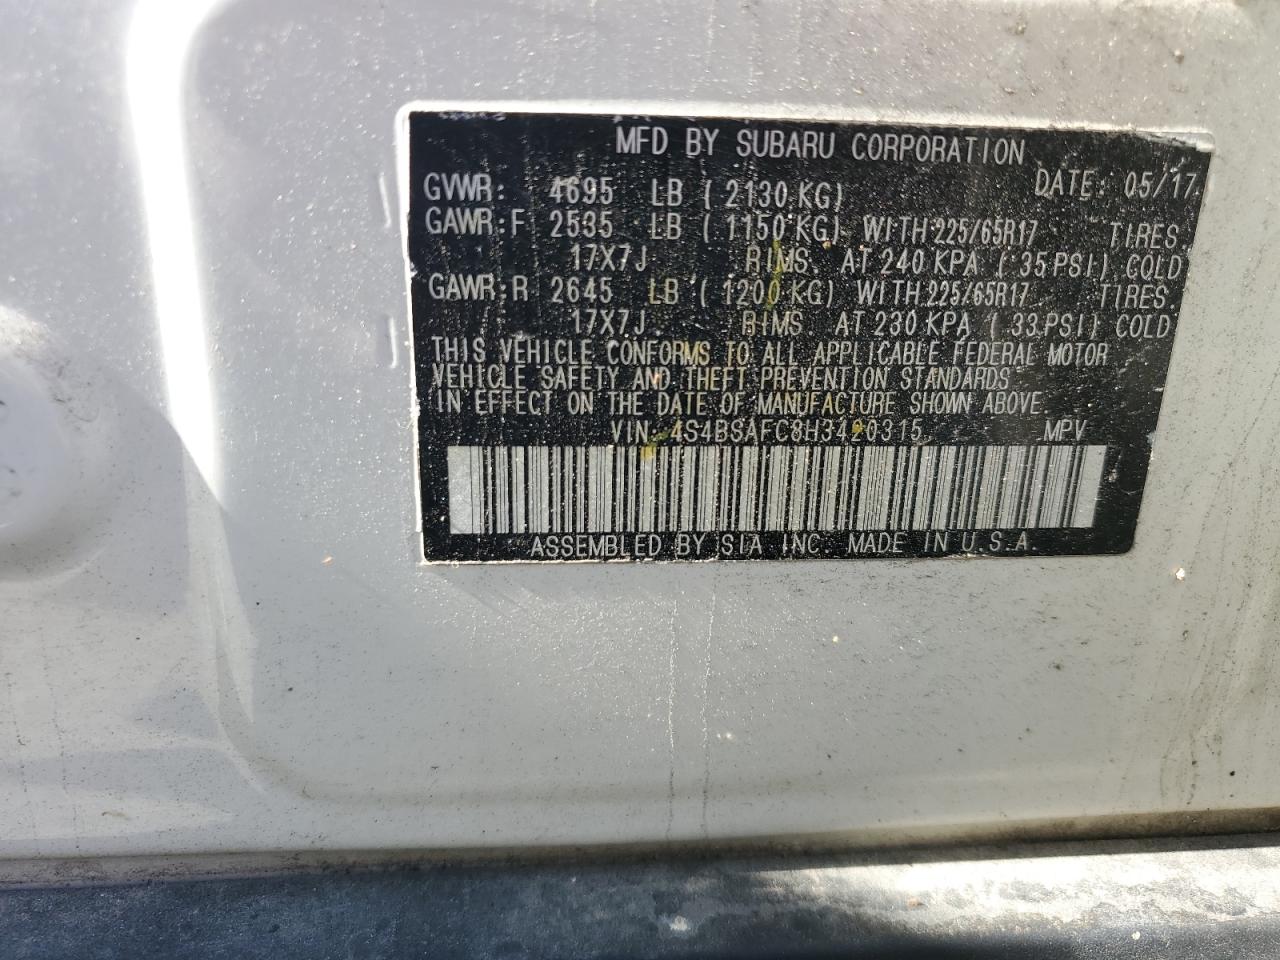 MFD BY SUBARU CORPORATION
DATE: 05/17
GVWR: 4695 LB ( 2130 KG)
GAWR:F 2535 LB ( 1150 KG) WITH 225/65R17 TIRES
17X7J RIMS AT 240 KPA ( 35 PSI) COLD
GAWR:R 2645 LB ( 1200 KG) WITH 225/65R17 TIRES
17X7J RIMS AT 230 KPA ( 33 PSI) COLD
THIS VEHICLE CONFORMS TO ALL APPLICABLE FEDERAL MOTOR
VEHICLE SAFETY AND THEFT PREVENTION STANDARDS
IN EFFECT ON THE DATE OF MANUFACTURE SHOWN ABOVE.
VIN: 4S4BSAFC8H3420315 MPV
ASSEMBLED BY SIA INC. MADE IN U.S.A.